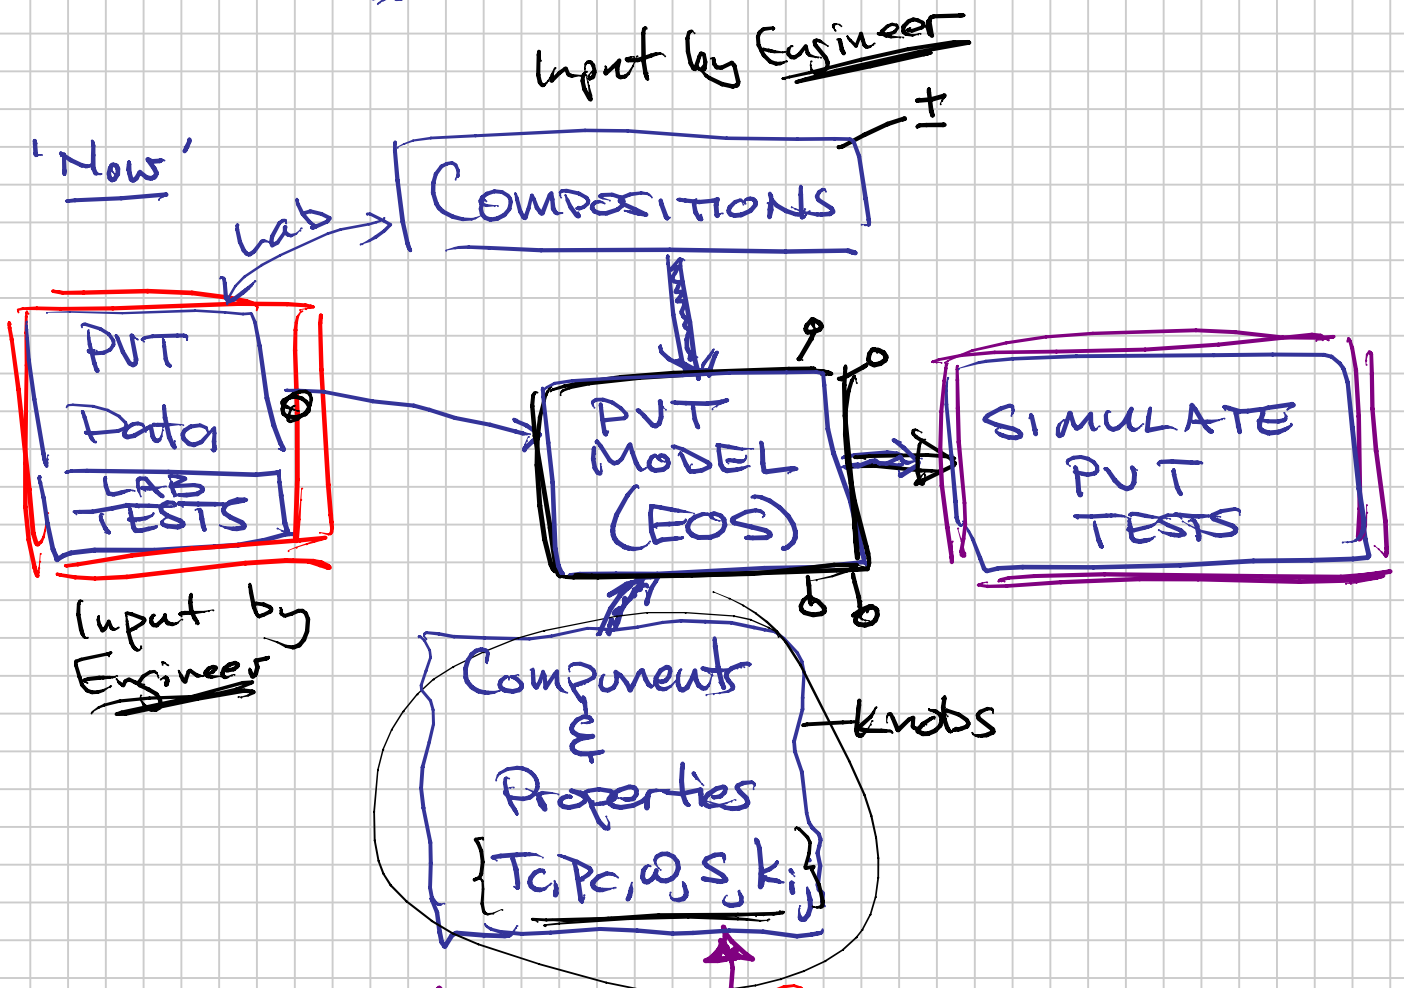 Input by Engineer
±
'Now'
COMPOSITIONS
Lab
PVT
Data
LAB
TESTS
PVT
MODEL
(EOS)
SIMULATE
PVT
TESTS
Input by
Engineer
Components
&
Properties
{Tc, pc, ω, s, kij}
knobs